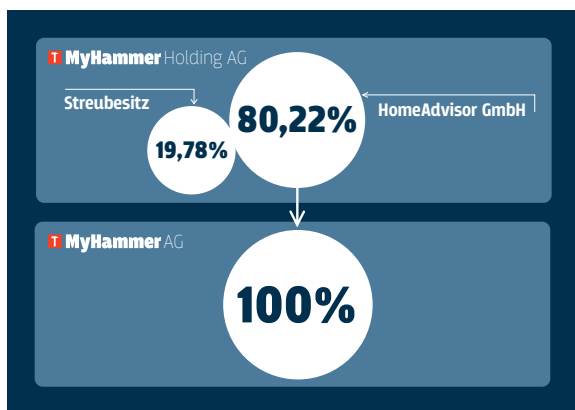 T MyHammer Holding AG
Streubesitz
19,78%
80,22%
HomeAdvisor GmbH
T MyHammer AG
100%